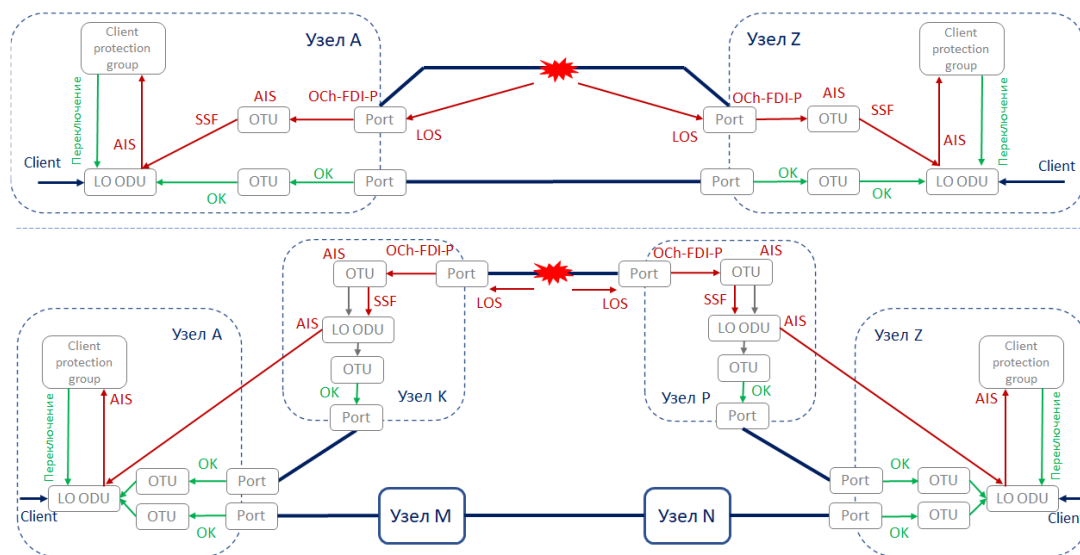 Узел A
Client
protection
group
Переключение
AIS
SSF
AIS
OTU
OCh-FDI-P
Port
LOS
Client
LO ODU
OK
OTU
OK
Port
Узел Z
Client
protection
group
OCh-FDI-P
AIS
Port
OTU
SSF
LOS
AIS
Переключение
Client
Port
OK
OTU
OK
LO ODU
Узел K
AIS
OCh-FDI-P
OTU
Port
SSF
LOS
AIS
LO ODU
OTU
OK
Port
Узел P
OCh-FDI-P
AIS
Port
OTU
LOS
SSF
LO ODU
AIS
OTU
OK
Port
Узел A
Client
protection
group
Переключение
AIS
OK
OTU
Port
LO ODU
Client
OTU
Port
OK
Узел M
Узел N
Узел Z
Client
protection
group
AIS
Переключение
Port
OK
OTU
LO ODU
Client
Port
OTU
OK